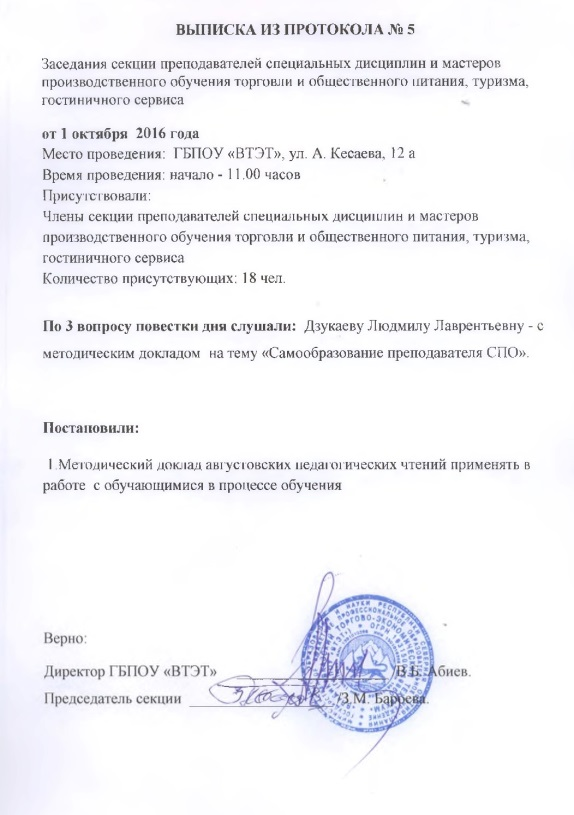 ВЫПИСКА ИЗ ПРОТОКОЛА № 5
Заседания секции преподавателей специальных дисциплин и мастеров
производственного обучения торговли и общественного питания, туризма,
гостиничного сервиса
от 1 октября 2016 года
Место проведения: ГБПОУ «ВТЭТ», ул. А. Кесаева, 12 а
Время проведения: начало - 11.00 часов
Присутствовали:
Члены секции преподавателей специальных дисциплин и мастеров
производственного обучения торговли и общественного питания, туризма,
гостиничного сервиса
Количество присутствующих: 18 чел.
По 3 вопросу повестки дня слушали: Дзукаеву Людмилу Лаврентьевну - с
методическим докладом на тему «Самообразование преподавателя СПО».
Постановили:
1.Методический доклад августовских педагогических чтений применять в
работе с обучающимися в процессе обучения
Верно:
Директор ГБПОУ «ВТЭТ» /В.Б. Абиев.
Председатель секции /З.М. Бароева.